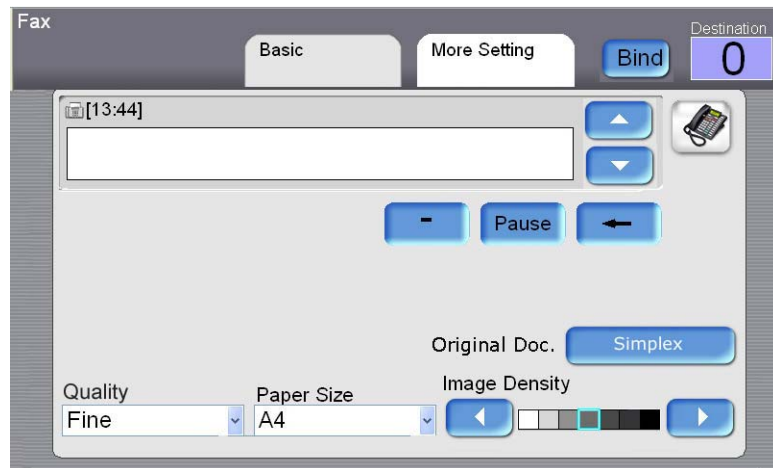 Fax
Destination
Basic
More Setting
Bind
0
[13:44]
-
Pause
Original Doc.
Simplex
Quality
Paper Size
Image Density
Fine
A4